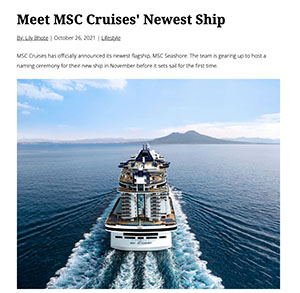 Meet MSC Cruises' Newest Ship
By: Lily Bhote | October 26, 2021 | Lifestyle
MSC Cruises has officially announced its newest flagship, MSC Seashore. The team is gearing up to host a
naming ceremony for their new ship in November before it sets sail for the first time.